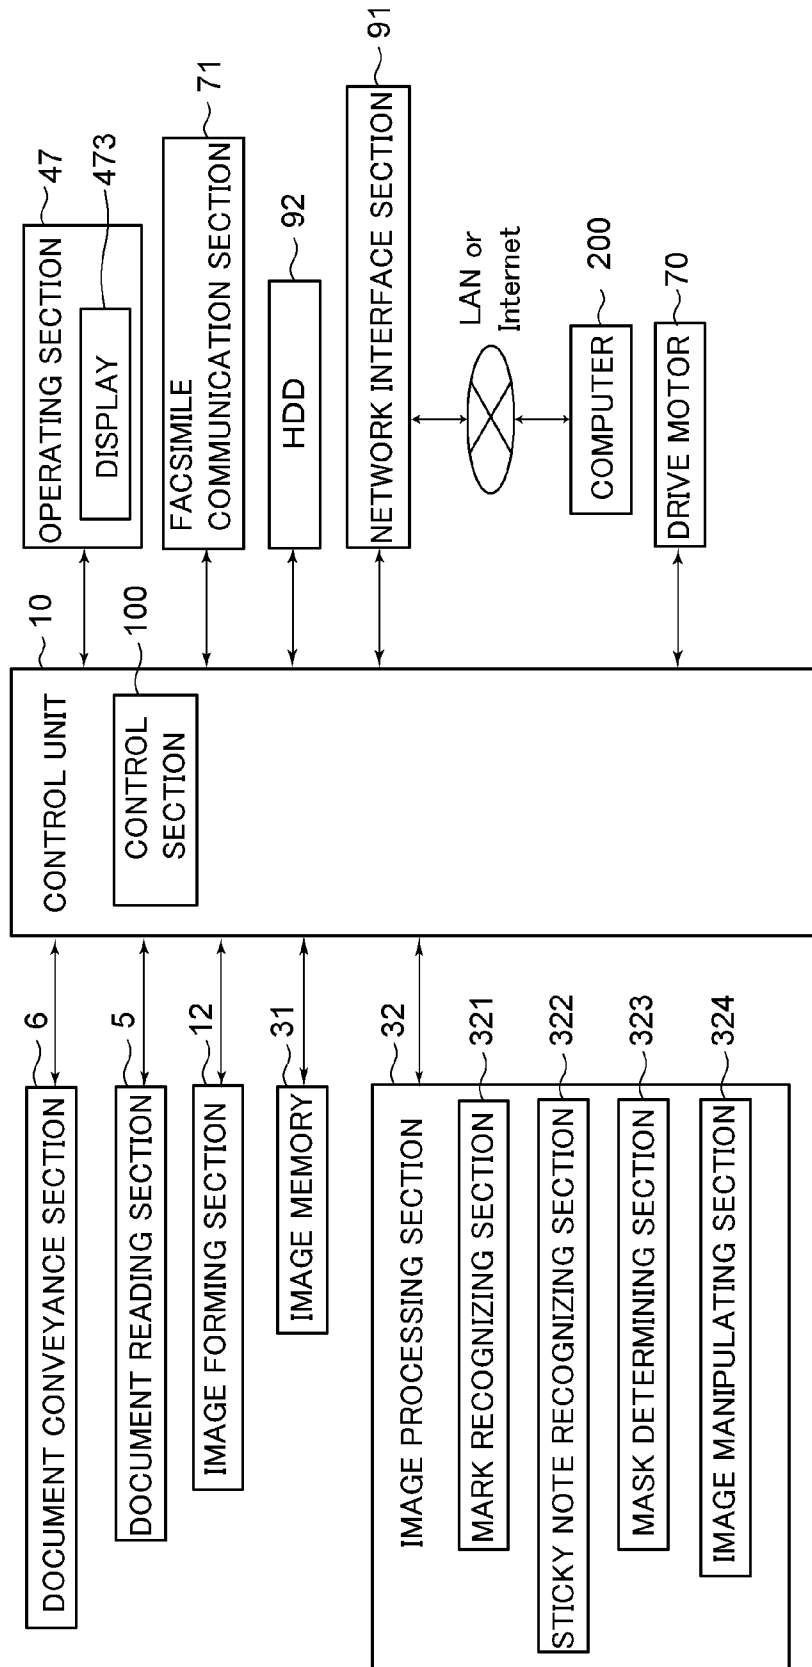 DOCUMENT CONVEYANCE SECTION
6
DOCUMENT READING SECTION
5
IMAGE FORMING SECTION
12
IMAGE MEMORY
31
IMAGE PROCESSING SECTION
32
MARK RECOGNIZING SECTION
321
STICKY NOTE RECOGNIZING SECTION
322
MASK DETERMINING SECTION
323
IMAGE MANIPULATING SECTION
324
CONTROL UNIT
10
CONTROL
SECTION
100
OPERATING SECTION
47
DISPLAY
473
FACSIMILE
COMMUNICATION SECTION
71
HDD
92
NETWORK INTERFACE SECTION
91
LAN or
Internet
COMPUTER
200
DRIVE MOTOR
70